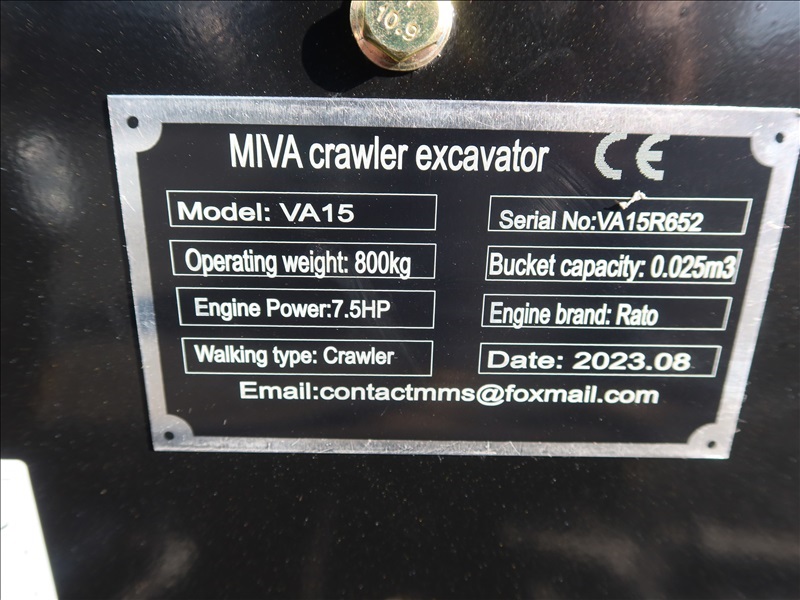 10.9
MIVA crawler excavator CE
Model: VA15
Serial No:VA15R652
Operating weight: 800kg
Bucket capacity: 0.025m3
Engine Power:7.5HP
Engine brand: Rato
Walking type: Crawler
Date: 2023.08
Email:contactmms@foxmail.com